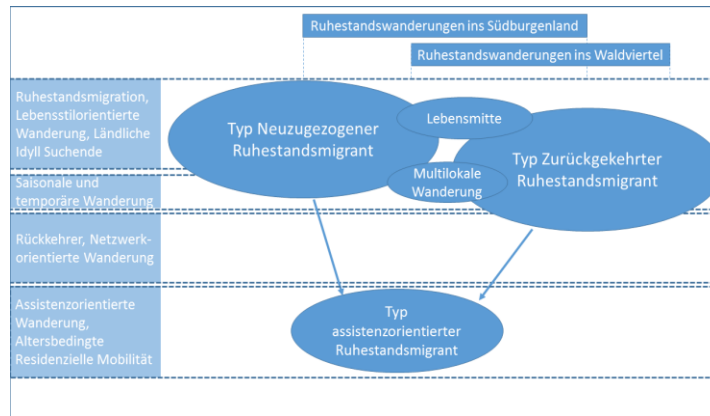 Ruhestandswanderungen ins Südburgenland
Ruhestandswanderungen ins Waldviertel
Ruhestandsmigration,
Lebensstilorientierte
Wanderung, Ländliche
Idyll Suchende
Typ Neuzugezogener
Ruhestandsmigrant
Lebensmitte
Typ Zurückgekehrter
Ruhestandsmigrant
Multilokale
Wanderung
Saisonale und
temporäre Wanderung
Rückkehrer, Netzwerk-
orientierte Wanderung
Assistenzorientierte
Wanderung,
Altersbedingte
Residenzielle Mobilität
Typ
assistenzorientierter
Ruhestandsmigrant